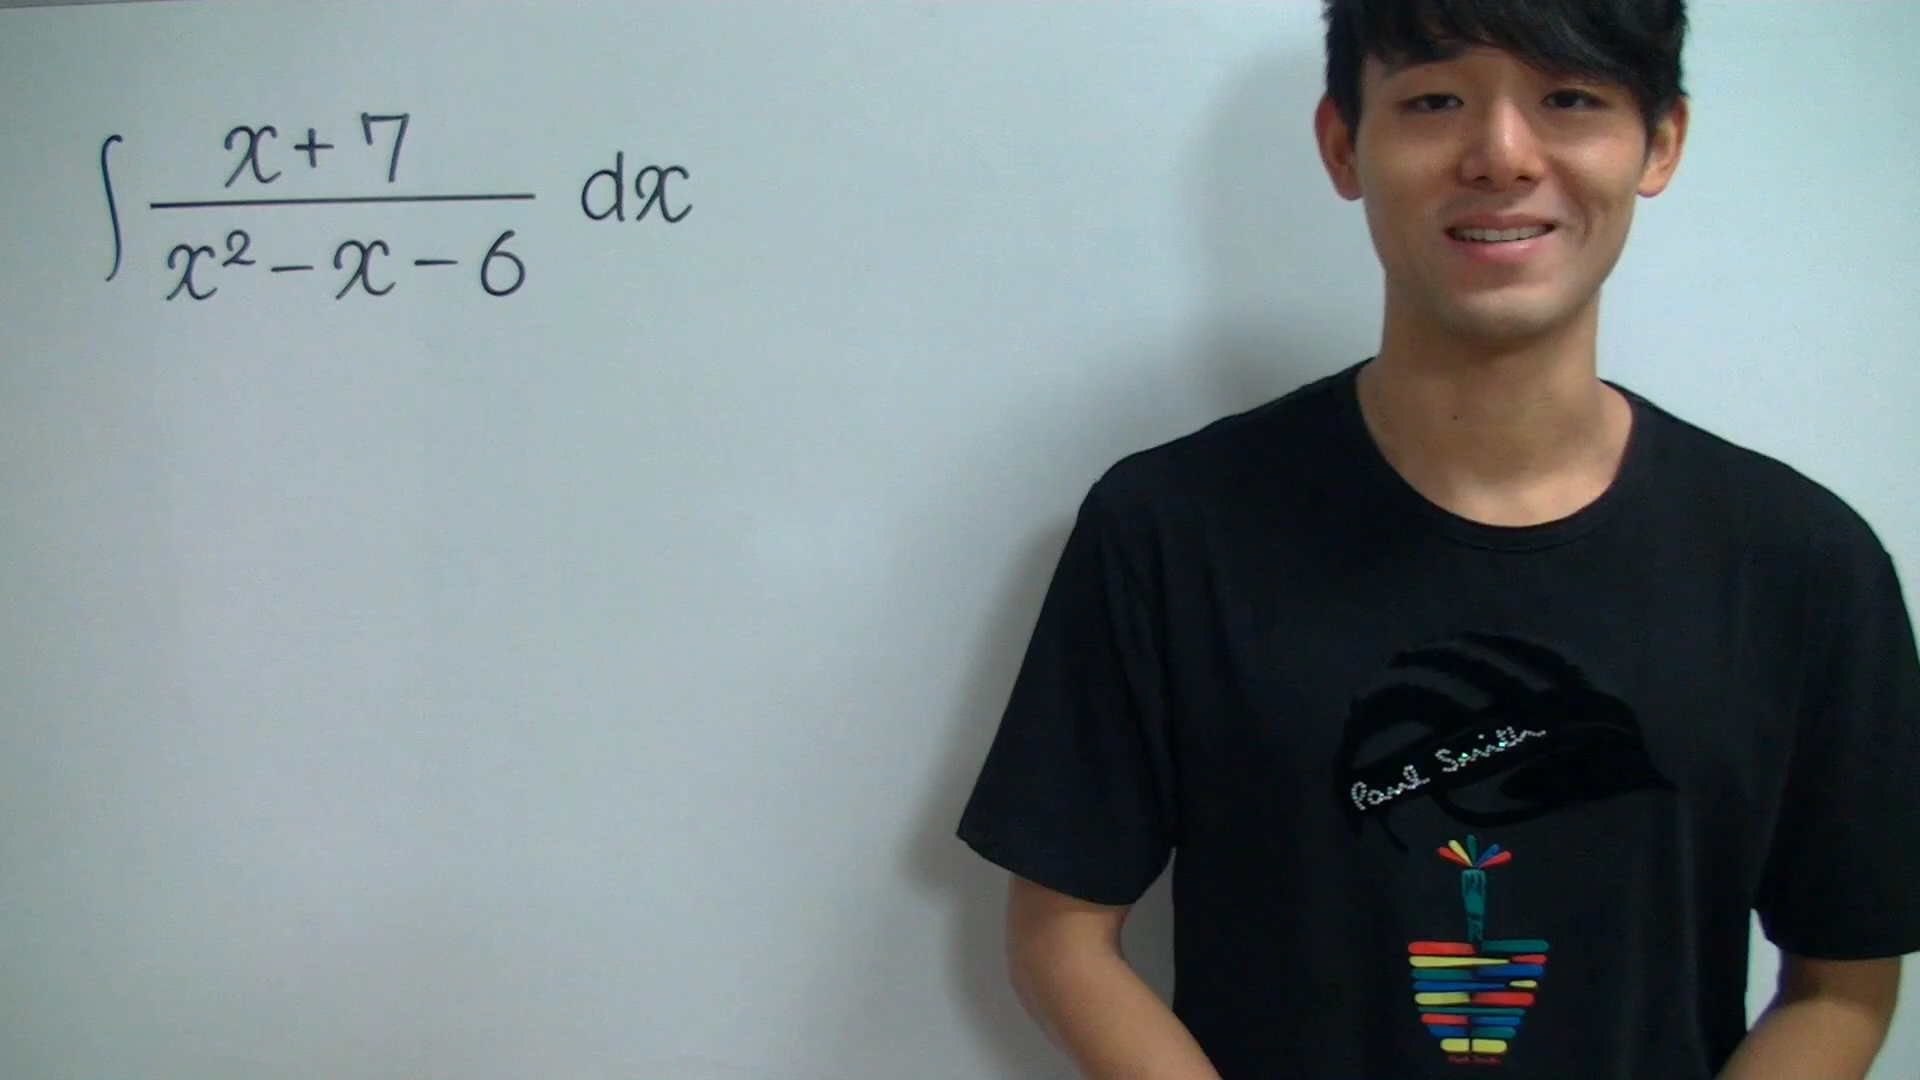 ∫ (x + 7)/(x² - x - 6) dx
Paul Smith